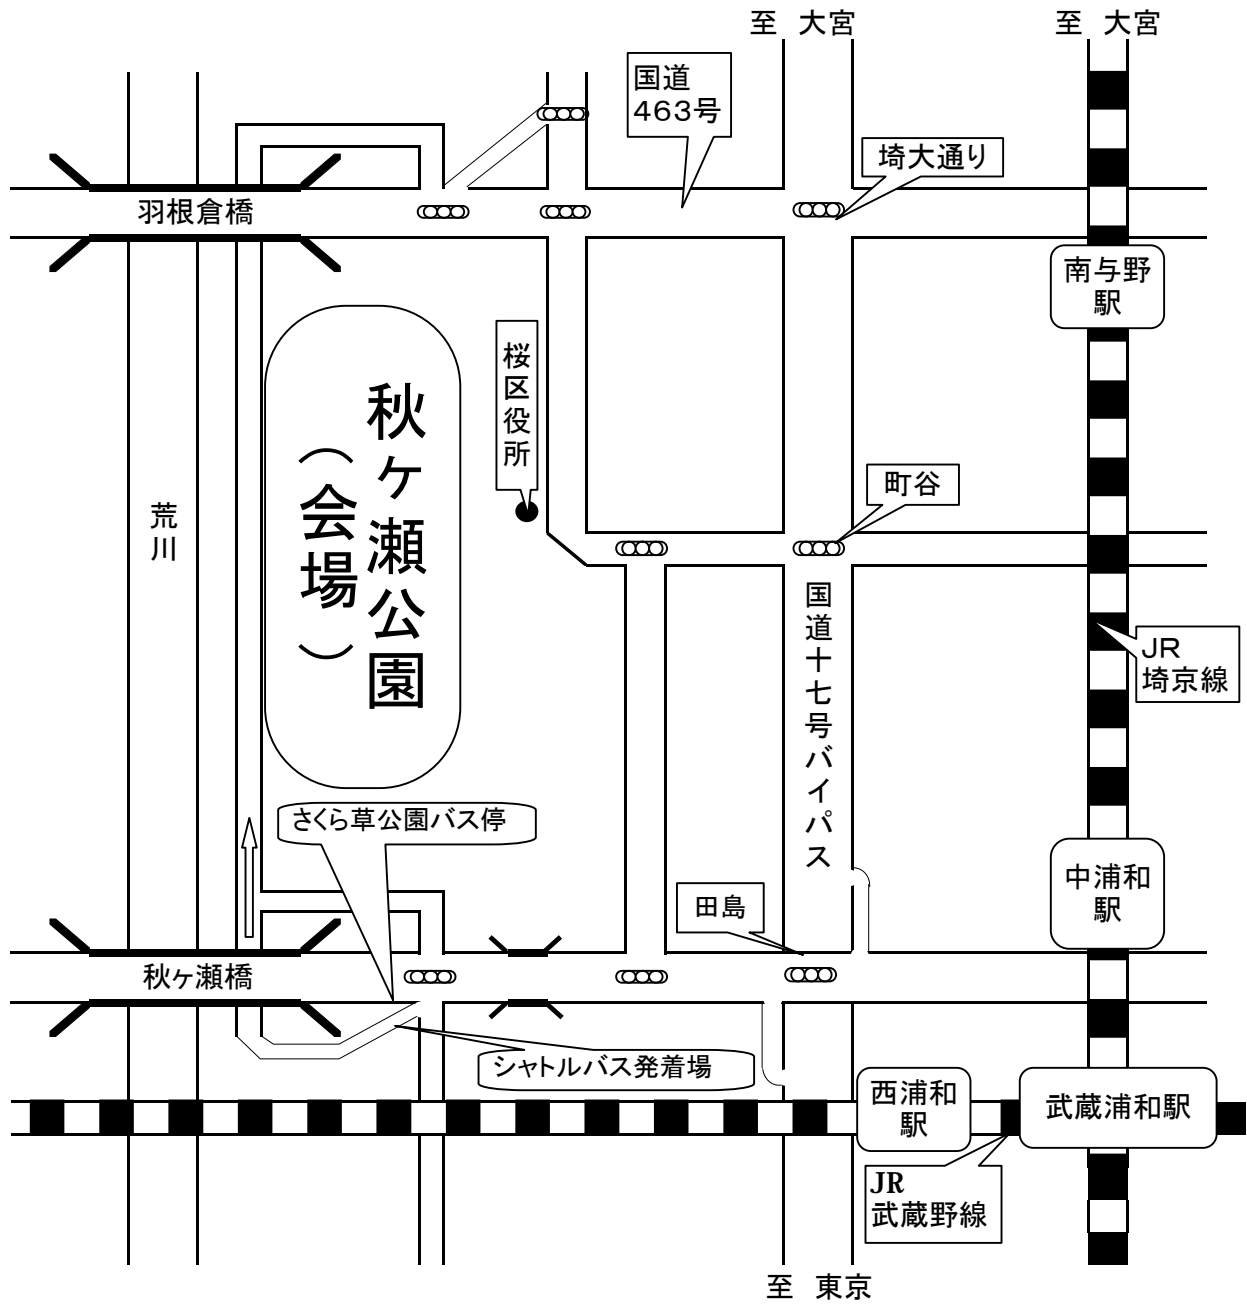 至 大宮
至 大宮
国道
463号
埼大通り
羽根倉橋
南与野
駅
桜区役所
秋ヶ瀬公園
（会場）
町谷
荒川
国道十七号バイパス
JR
埼京線
さくら草公園バス停
中浦和
駅
田島
秋ヶ瀬橋
シャトルバス発着場
西浦和
駅
武蔵浦和駅
JR
武蔵野線
至 東京